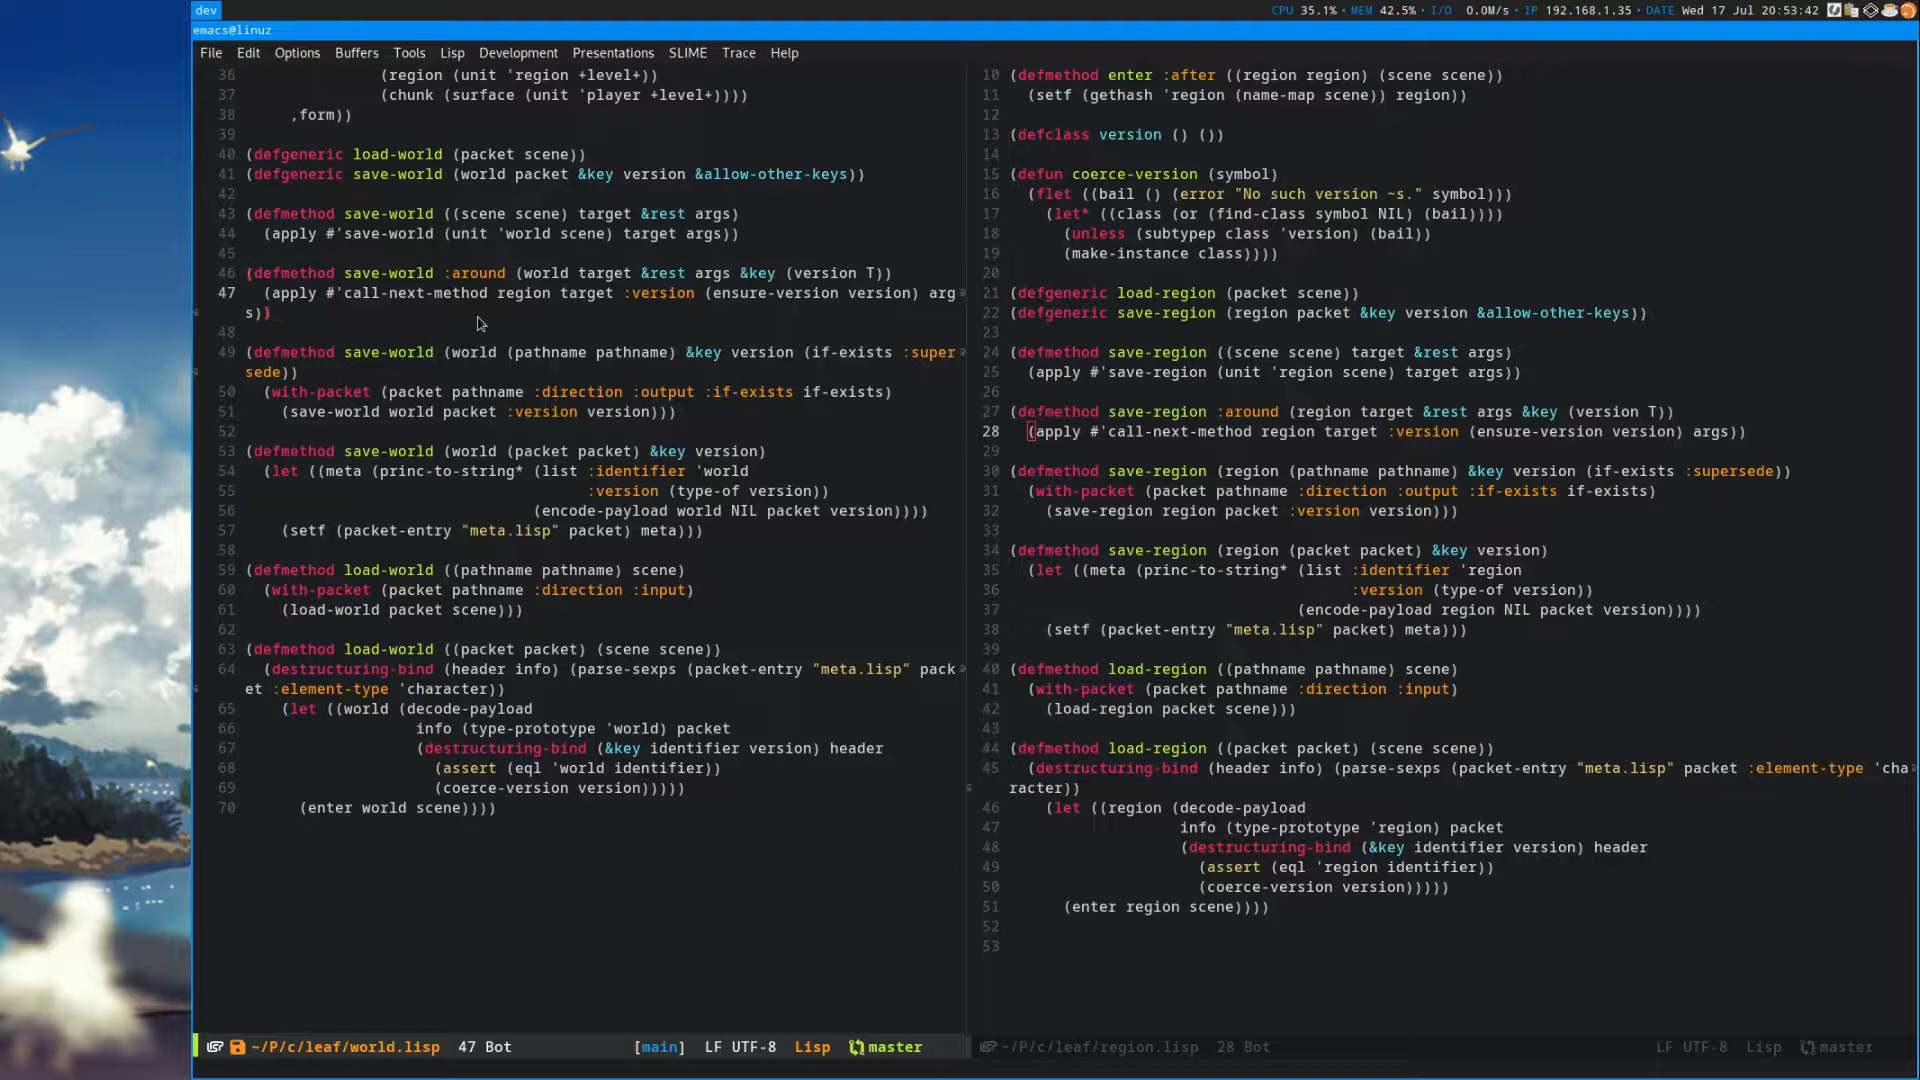 dev
CPU 35.1% • MEM 42.5% • I/O 0.0M/s • IP 192.168.1.35 • DATE Wed 17 Jul 20:53:42
emacs@linuz
File Edit Options Buffers Tools Lisp Development Presentations SLIME Trace Help
36 (region (unit 'region +level+))
37 (chunk (surface (unit 'player +level+))))
38 ,form))
39
40 (defgeneric load-world (packet scene))
41 (defgeneric save-world (world packet &key version &allow-other-keys))
42
43 (defmethod save-world ((scene scene) target &rest args)
44 (apply #'save-world (unit 'world scene) target args))
45
46 (defmethod save-world :around (world target &rest args &key (version T))
47 (apply #'call-next-method region target :version (ensure-version version) arg
s))
48
49 (defmethod save-world (world (pathname pathname) &key version (if-exists :super
sede))
50 (with-packet (packet pathname :direction :output :if-exists if-exists)
51 (save-world world packet :version version)))
52
53 (defmethod save-world (world (packet packet) &key version)
54 (let ((meta (princ-to-string* (list :identifier 'world
55 :version (type-of version))
56 (encode-payload world NIL packet version))))
57 (setf (packet-entry "meta.lisp" packet) meta)))
58
59 (defmethod load-world ((pathname pathname) scene)
60 (with-packet (packet pathname :direction :input)
61 (load-world packet scene)))
62
63 (defmethod load-world ((packet packet) (scene scene))
64 (destructuring-bind (header info) (parse-sexps (packet-entry "meta.lisp" pack
et :element-type 'character))
65 (let ((world (decode-payload
66 info (type-prototype 'world) packet
67 (destructuring-bind (&key identifier version) header
68 (assert (eql 'world identifier))
69 (coerce-version version)))))
70 (enter world scene))))
~/P/c/leaf/world.lisp 47 Bot [main] LF UTF-8 Lisp master
10 (defmethod enter :after ((region region) (scene scene))
11 (setf (gethash 'region (name-map scene)) region))
12
13 (defclass version () ())
14
15 (defun coerce-version (symbol)
16 (flet ((bail () (error "No such version ~s." symbol)))
17 (let* ((class (or (find-class symbol NIL) (bail))))
18 (unless (subtypep class 'version) (bail))
19 (make-instance class))))
20
21 (defgeneric load-region (packet scene))
22 (defgeneric save-region (region packet &key version &allow-other-keys))
23
24 (defmethod save-region ((scene scene) target &rest args)
25 (apply #'save-region (unit 'region scene) target args))
26
27 (defmethod save-region :around (region target &rest args &key (version T))
28 (apply #'call-next-method region target :version (ensure-version version) args))
29
30 (defmethod save-region (region (pathname pathname) &key version (if-exists :supersede))
31 (with-packet (packet pathname :direction :output :if-exists if-exists)
32 (save-region region packet :version version)))
33
34 (defmethod save-region (region (packet packet) &key version)
35 (let ((meta (princ-to-string* (list :identifier 'region
36 :version (type-of version))
37 (encode-payload region NIL packet version))))
38 (setf (packet-entry "meta.lisp" packet) meta)))
39
40 (defmethod load-region ((pathname pathname) scene)
41 (with-packet (packet pathname :direction :input)
42 (load-region packet scene)))
43
44 (defmethod load-region ((packet packet) (scene scene))
45 (destructuring-bind (header info) (parse-sexps (packet-entry "meta.lisp" packet :element-type 'cha
racter))
46 (let ((region (decode-payload
47 info (type-prototype 'region) packet
48 (destructuring-bind (&key identifier version) header
49 (assert (eql 'region identifier))
50 (coerce-version version)))))
51 (enter region scene))))
52
53
~/P/c/leaf/region.lisp 28 Bot LF UTF-8 Lisp master